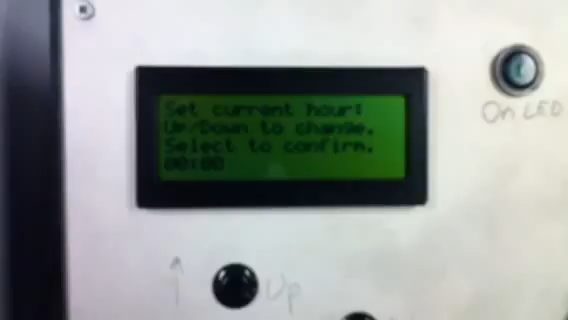 Set current hour:
Up/Down to change.
Select to confirm.
00:00
On LED
Up